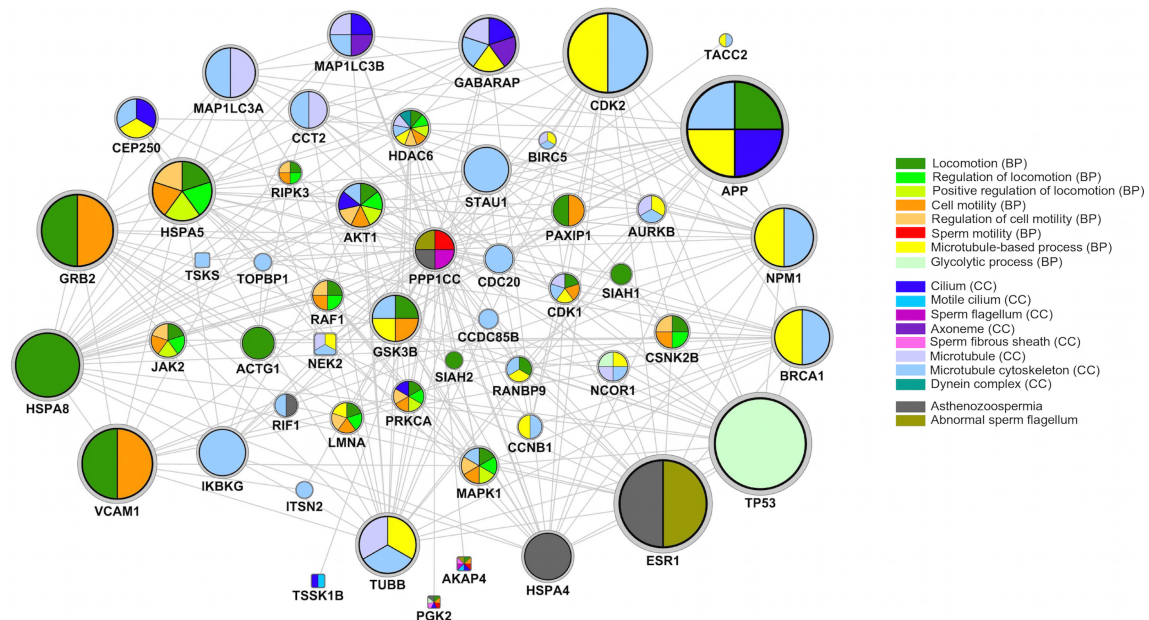 MAP1LC3B
GABARAP
CDK2
TACC2
MAP1LC3A
CCT2
CEP250
HDAC6
BIRC5
APP
RIPK3
STAU1
HSPA5
AKT1
PAXIP1
AURKB
GRB2
TSKS
TOPBP1
PPP1CC
CDC20
SIAH1
NPM1
RAF1
CDK1
GSK3B
CCDC85B
JAK2
ACTG1
NEK2
SIAH2
RANBP9
NCOR1
CSNK2B
BRCA1
HSPA8
RIF1
LMNA
PRKCA
CCNB1
VCAM1
IKBKG
ITSN2
MAPK1
TP53
TUBB
TSSK1B
AKAP4
PGK2
HSPA4
ESR1
Locomotion (BP)
Regulation of locomotion (BP)
Positive regulation of locomotion (BP)
Cell motility (BP)
Regulation of cell motility (BP)
Sperm motility (BP)
Microtubule-based process (BP)
Glycolytic process (BP)
Cilium (CC)
Motile cilium (CC)
Sperm flagellum (CC)
Axoneme (CC)
Sperm fibrous sheath (CC)
Microtubule (CC)
Microtubule cytoskeleton (CC)
Dynein complex (CC)
Asthenozoospermia
Abnormal sperm flagellum